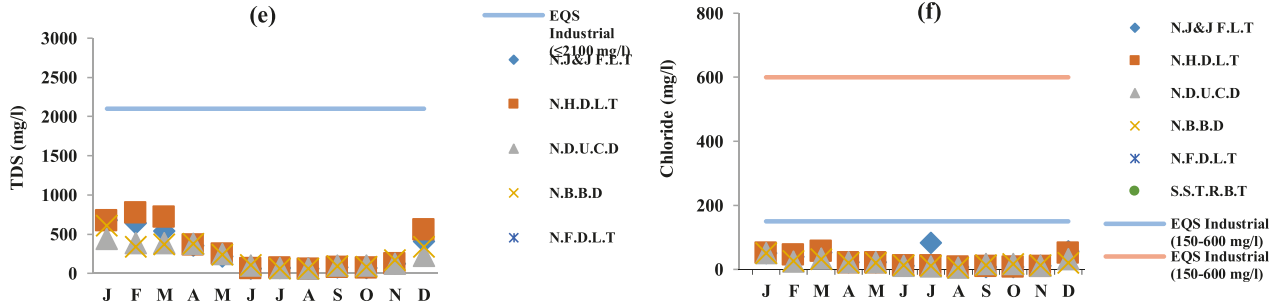 (e)
TDS (mg/l)
3000
2500
2000
1500
1000
500
0
J F M A M J J A S O N D
EQS
Industrial
(≤2100 mg/l)
N.J&J F.L.T
N.H.D.L.T
N.D.U.C.D
N.B.B.D
N.F.D.L.T
(f)
Chloride (mg/l)
800
600
400
200
0
J F M A M J J A S O N D
N.J&J F.L.T
N.H.D.L.T
N.D.U.C.D
N.B.B.D
N.F.D.L.T
S.S.T.R.B.T
EQS Industrial
(150-600 mg/l)
EQS Industrial
(150-600 mg/l)